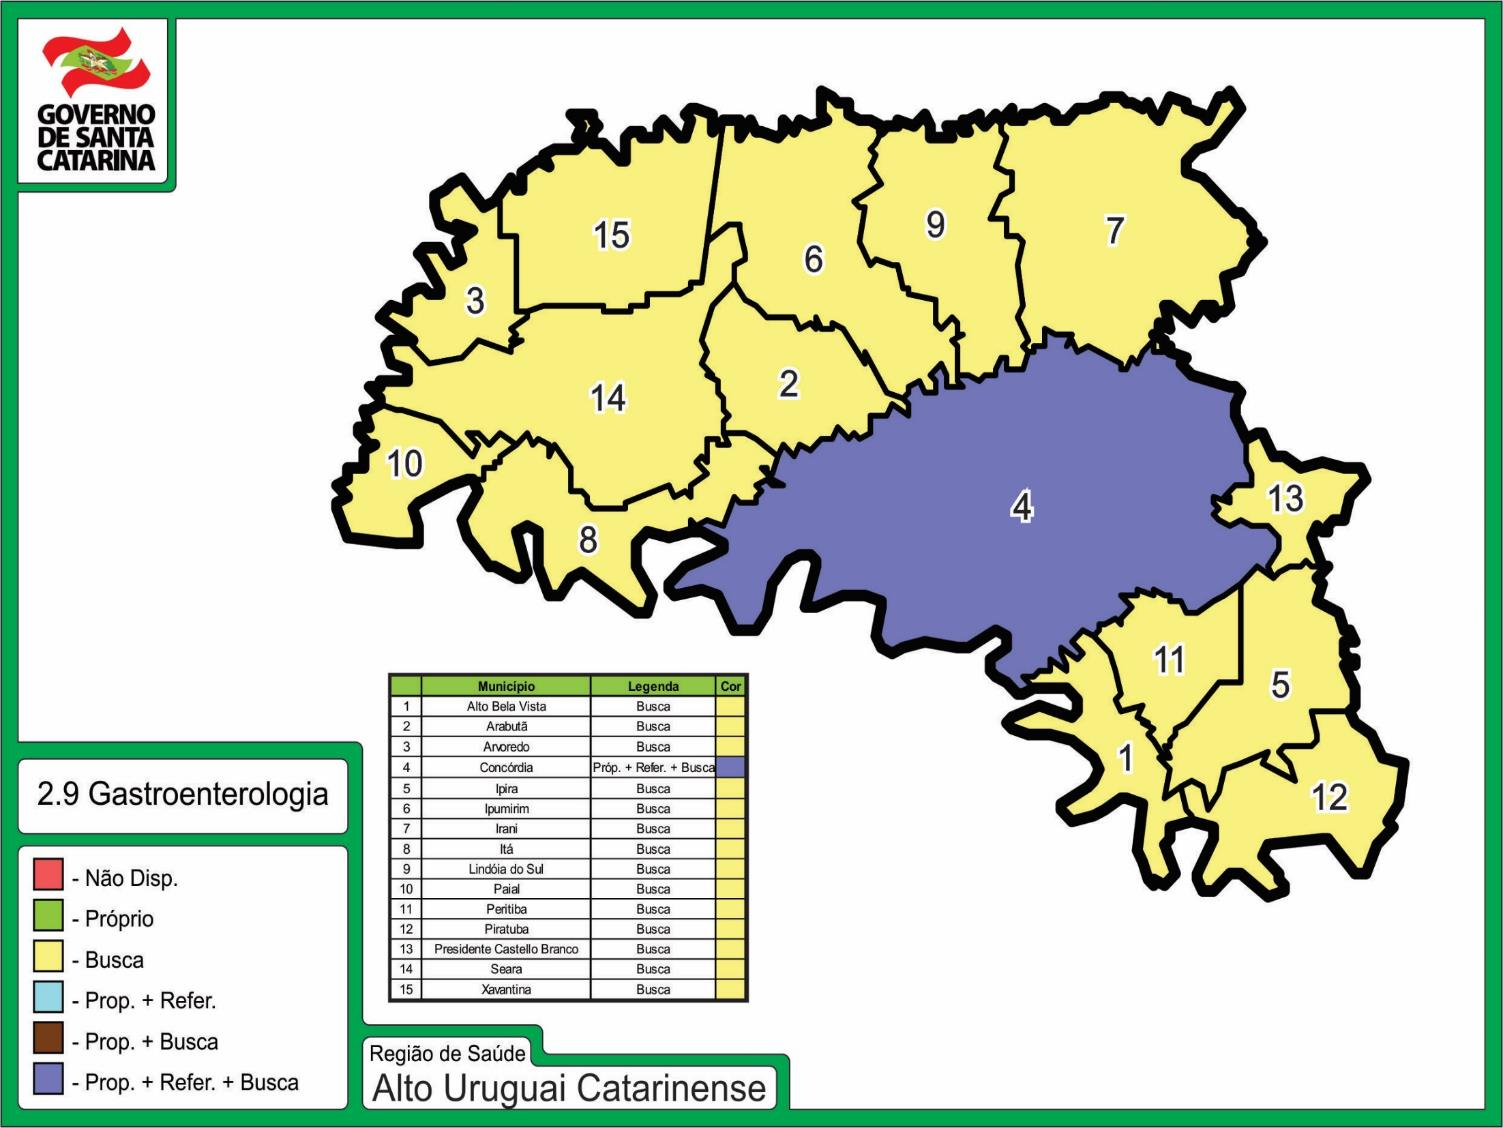 GOVERNO
DE SANTA
CATARINA
15
9
7
6
3
2
14
10
13
4
8
11
5
1
12
Município Legenda Cor
1 Alto Bela Vista Busca
2 Arabutã Busca
3 Arvoredo Busca
4 Concórdia Próp. + Refer. + Busca
5 Ipira Busca
6 Ipumirim Busca
7 Irani Busca
8 Itá Busca
9 Lindóia do Sul Busca
10 Paial Busca
11 Peritiba Busca
12 Piratuba Busca
13 Presidente Castello Branco Busca
14 Seara Busca
15 Xavantina Busca
2.9 Gastroenterologia
- Não Disp.
- Próprio
- Busca
- Prop. + Refer.
- Prop. + Busca
- Prop. + Refer. + Busca
Região de Saúde
Alto Uruguai Catarinense